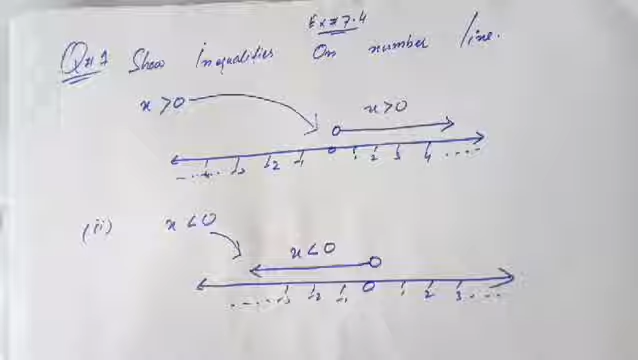 Ex # 7.4
Q#1 Show Inequalities On number line.
x > 0
x > 0
..... -4 -3 -2 -1 0 1 2 3 4 ....
(ii) x < 0
x < 0
...... -3 -2 -1 0 1 2 3 ....